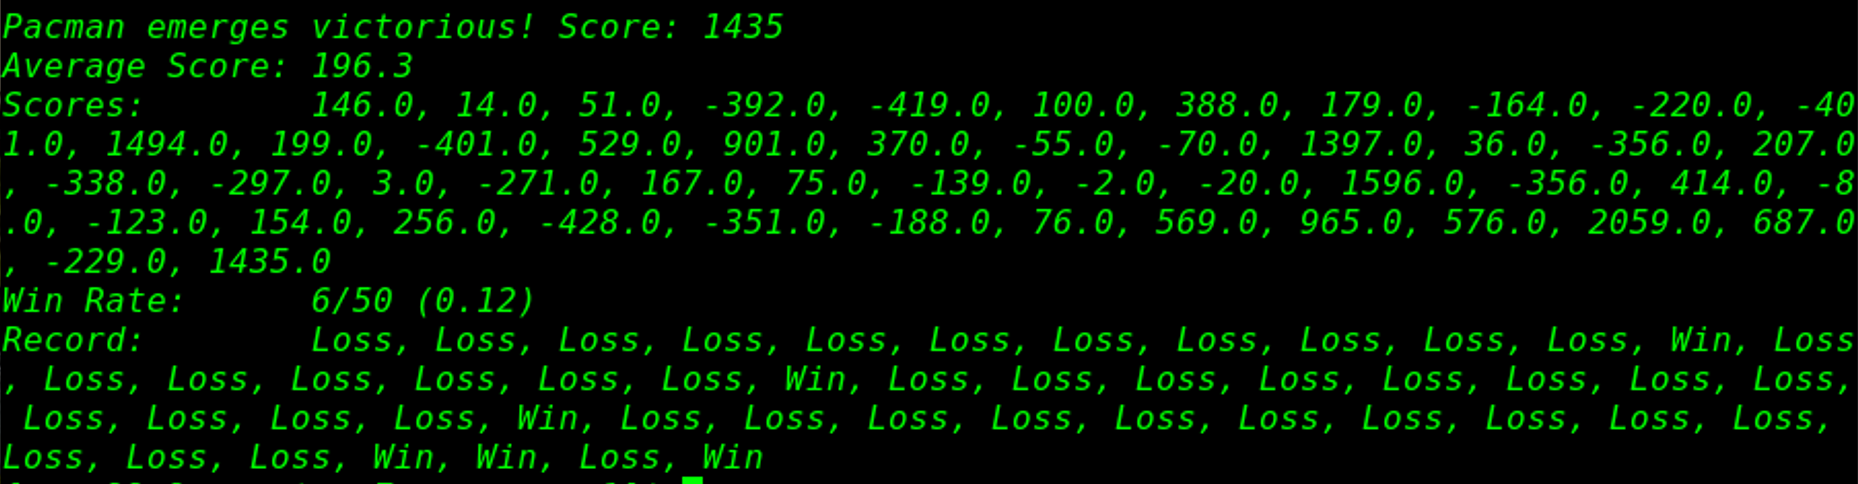 Pacman emerges victorious! Score: 1435
Average Score: 196.3
Scores:        146.0, 14.0, 51.0, -392.0, -419.0, 100.0, 388.0, 179.0, -164.0, -220.0, -40
1.0, 1494.0, 199.0, -401.0, 529.0, 901.0, 370.0, -55.0, -70.0, 1397.0, 36.0, -356.0, 207.0
, -338.0, -297.0, 3.0, -271.0, 167.0, 75.0, -139.0, -2.0, -20.0, 1596.0, -356.0, 414.0, -8
.0, -123.0, 154.0, 256.0, -428.0, -351.0, -188.0, 76.0, 569.0, 965.0, 576.0, 2059.0, 687.0
, -229.0, 1435.0
Win Rate:      6/50 (0.12)
Record:        Loss, Loss, Loss, Loss, Loss, Loss, Loss, Loss, Loss, Loss, Loss, Win, Loss
, Loss, Loss, Loss, Loss, Loss, Loss, Win, Loss, Loss, Loss, Loss, Loss, Loss, Loss, Loss,
 Loss, Loss, Loss, Loss, Win, Loss, Loss, Loss, Loss, Loss, Loss, Loss, Loss, Loss, Loss,
Loss, Loss, Loss, Win, Win, Loss, Win